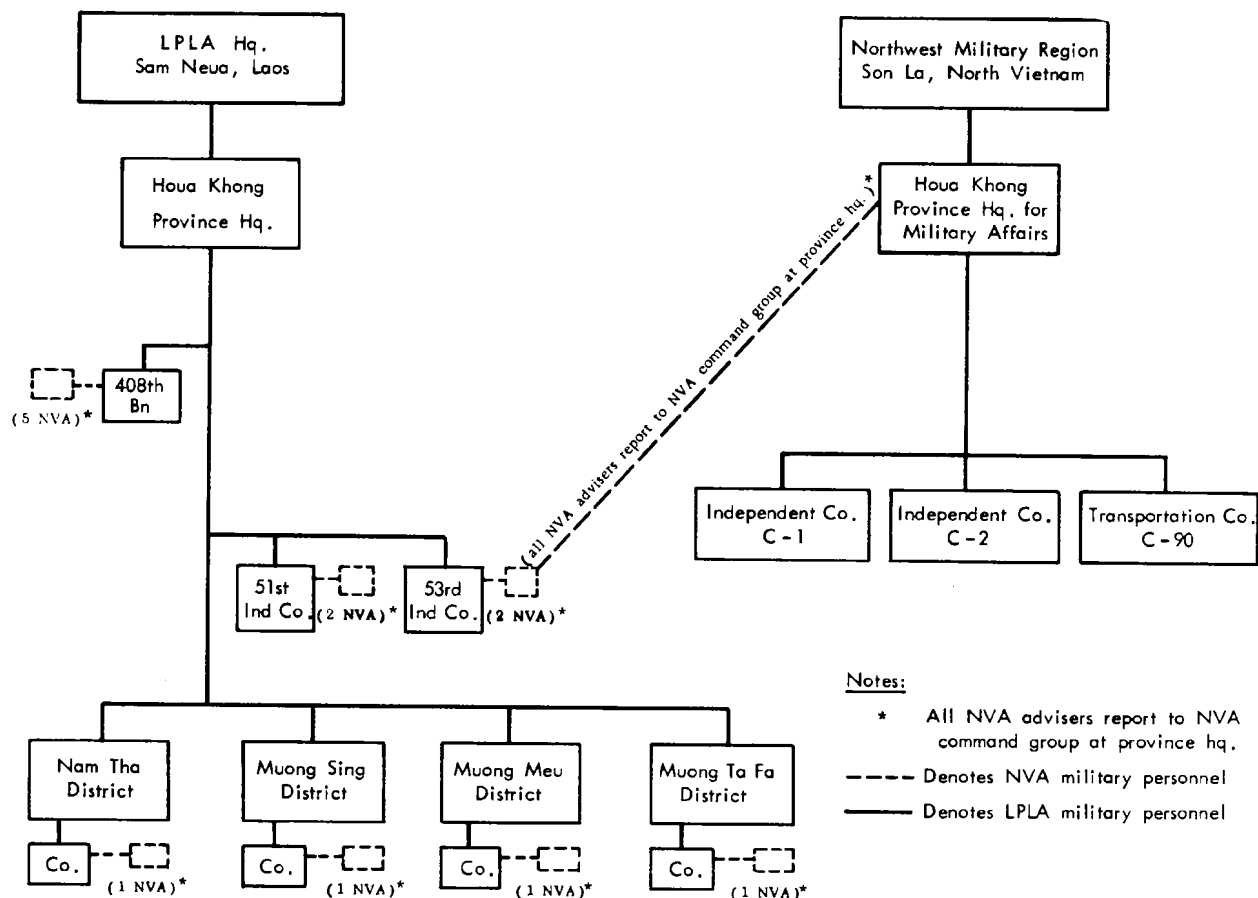 LPLA Hq.
Sam Neua, Laos
Northwest Military Region
Son La, North Vietnam
Houa Khong
Province Hq.
Houa Khong
Province Hq. for
Military Affairs
(all NVA advisers report to NVA command group at province hq.)*
408th
Bn
(5 NVA)*
51st
Ind Co.
(2 NVA)*
53rd
Ind Co.
(2 NVA)*
Independent Co.
C-1
Independent Co.
C-2
Transportation Co.
C-90
Nam Tha
District
Muong Sing
District
Muong Meu
District
Muong Ta Fa
District
Co.
(1 NVA)*
Co.
(1 NVA)*
Co.
(1 NVA)*
Co.
(1 NVA)*
Notes:
* All NVA advisers report to NVA
command group at province hq.
Denotes NVA military personnel
Denotes LPLA military personnel